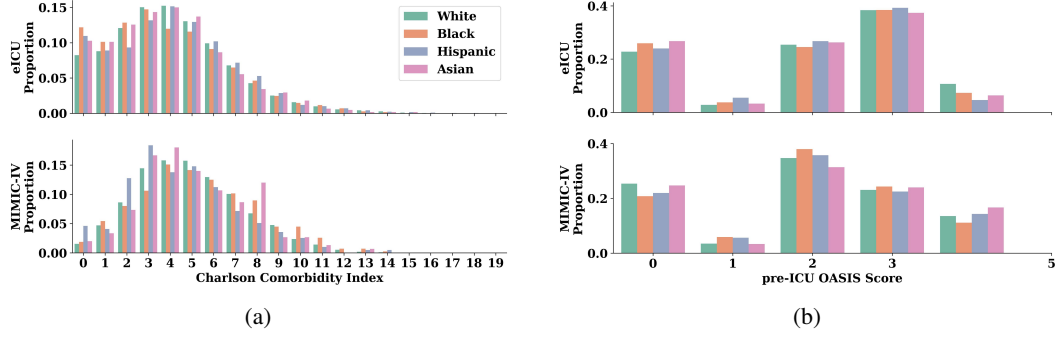 0.15
0.10
0.05
0.00
eICU
Proportion
White
Black
Hispanic
Asian
0.15
0.10
0.05
0.00
MIMIC-IV
Proportion
0 1 2 3 4 5 6 7 8 9 10 11 12 13 14 15 16 17 18 19
Charlson Comorbidity Index
(a)
0.4
0.2
0.0
eICU
Proportion
0.4
0.2
0.0
MIMIC-IV
Proportion
0 1 2 3 5
pre-ICU OASIS Score
(b)